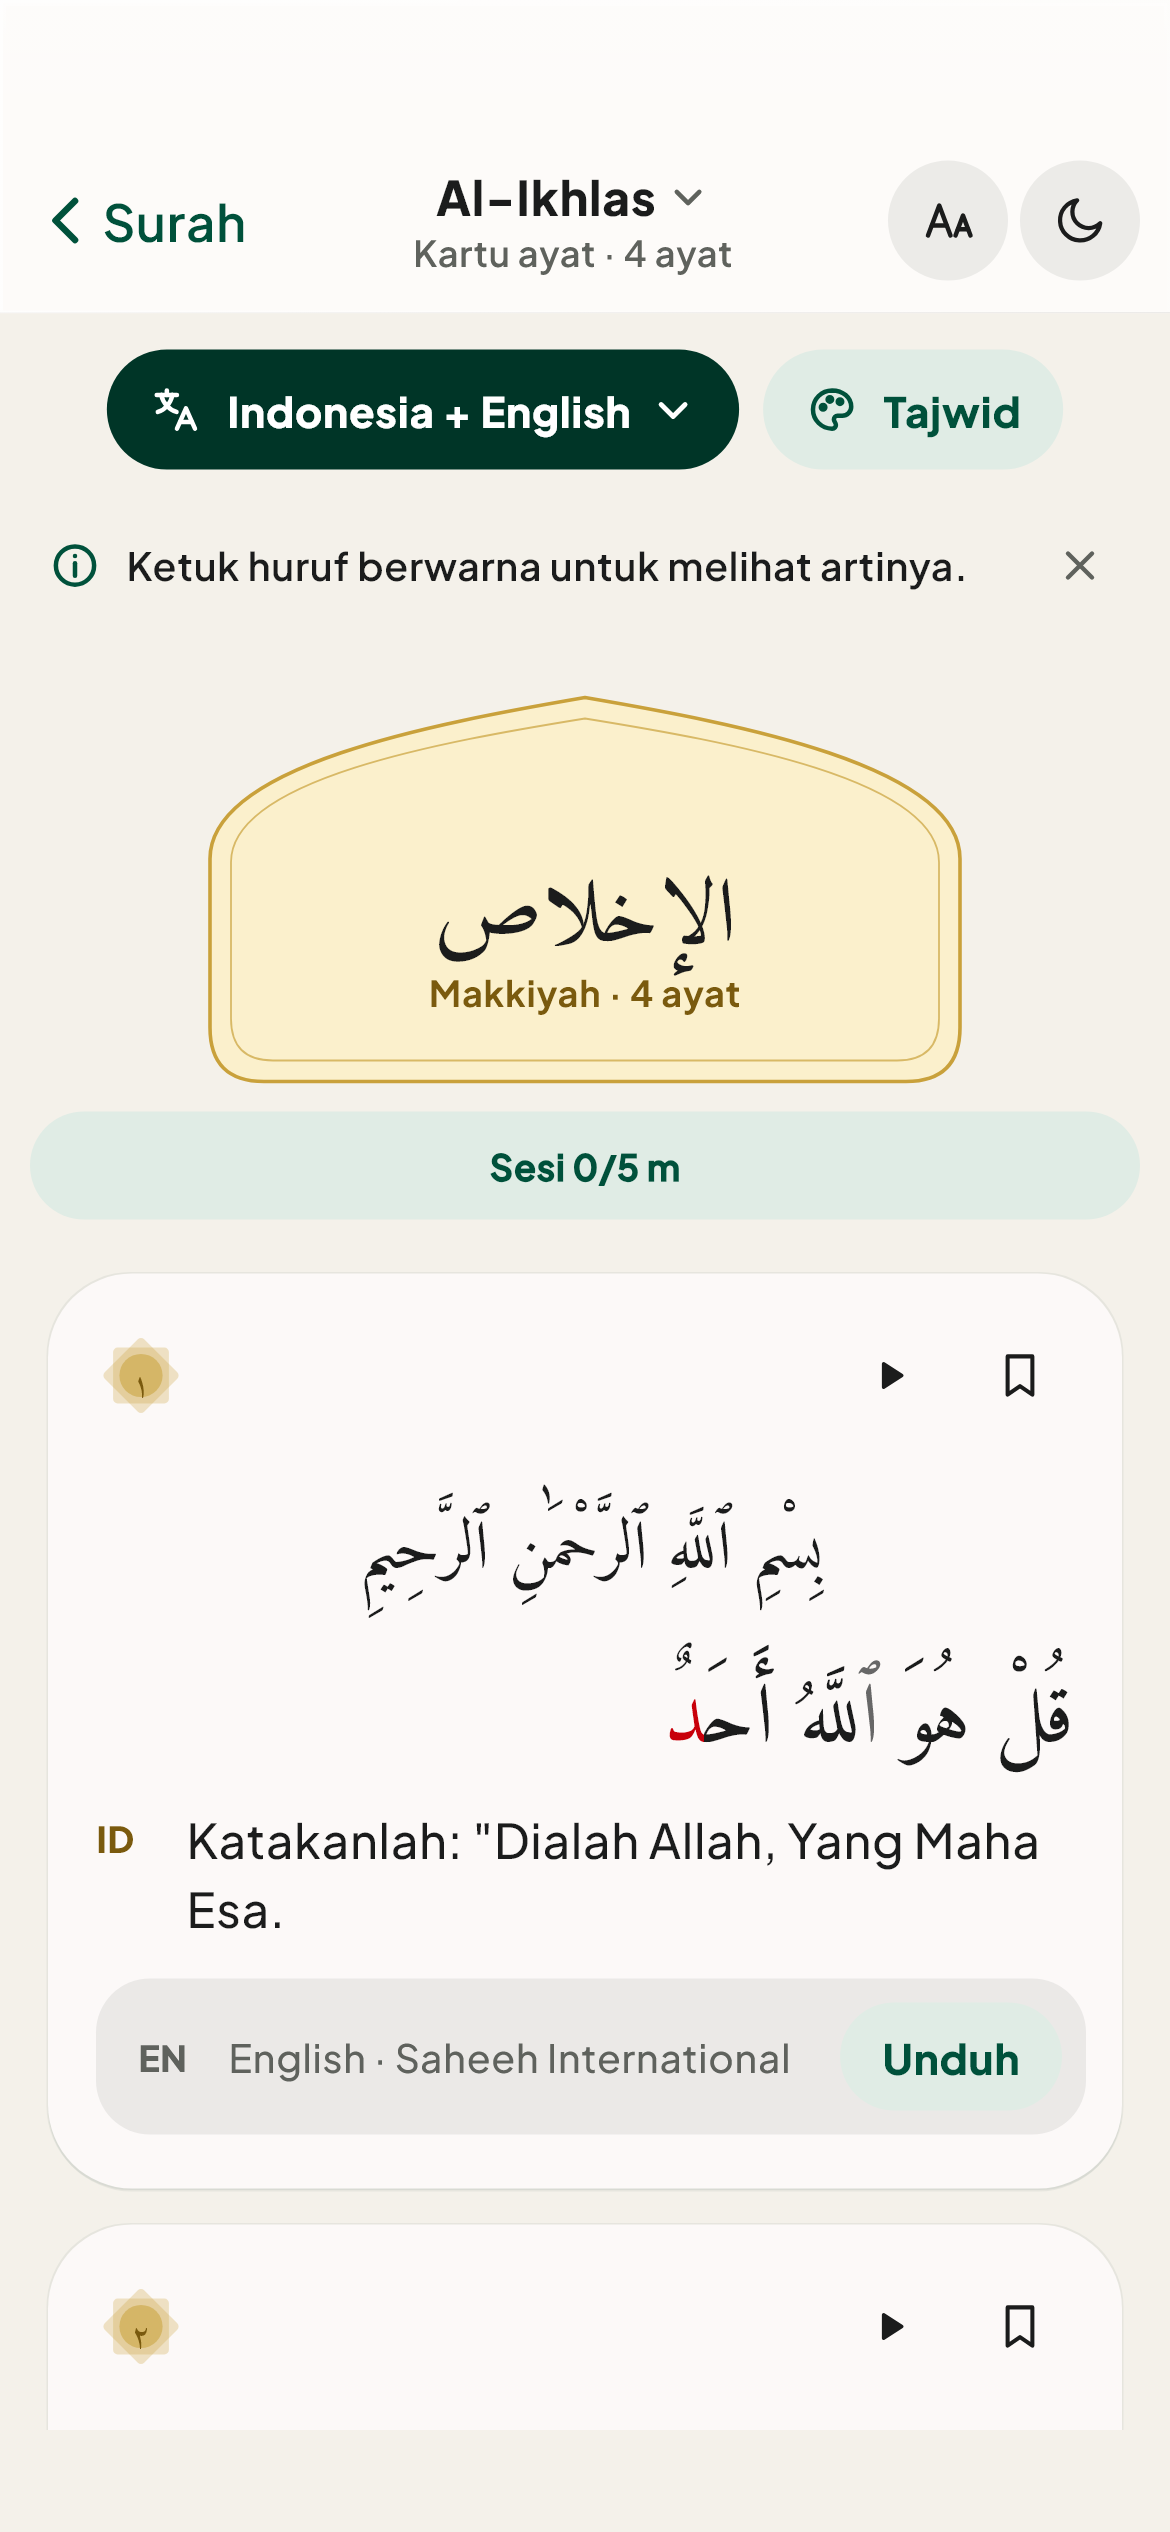 Surah
Al-Ikhlas
Kartu ayat · 4 ayat
AA
Indonesia + English
Tajwid
Ketuk huruf berwarna untuk melihat artinya.
الإخلاص
Makkiyah · 4 ayat
Sesi 0/5 m
١
بِسْمِ ٱللَّهِ ٱلرَّحْمَٰنِ ٱلرَّحِيمِ
قُلْ هُوَ ٱللَّهُ أَحَدٌ
ID Katakanlah: "Dialah Allah, Yang Maha
Esa.
EN English · Saheeh International Unduh
٢